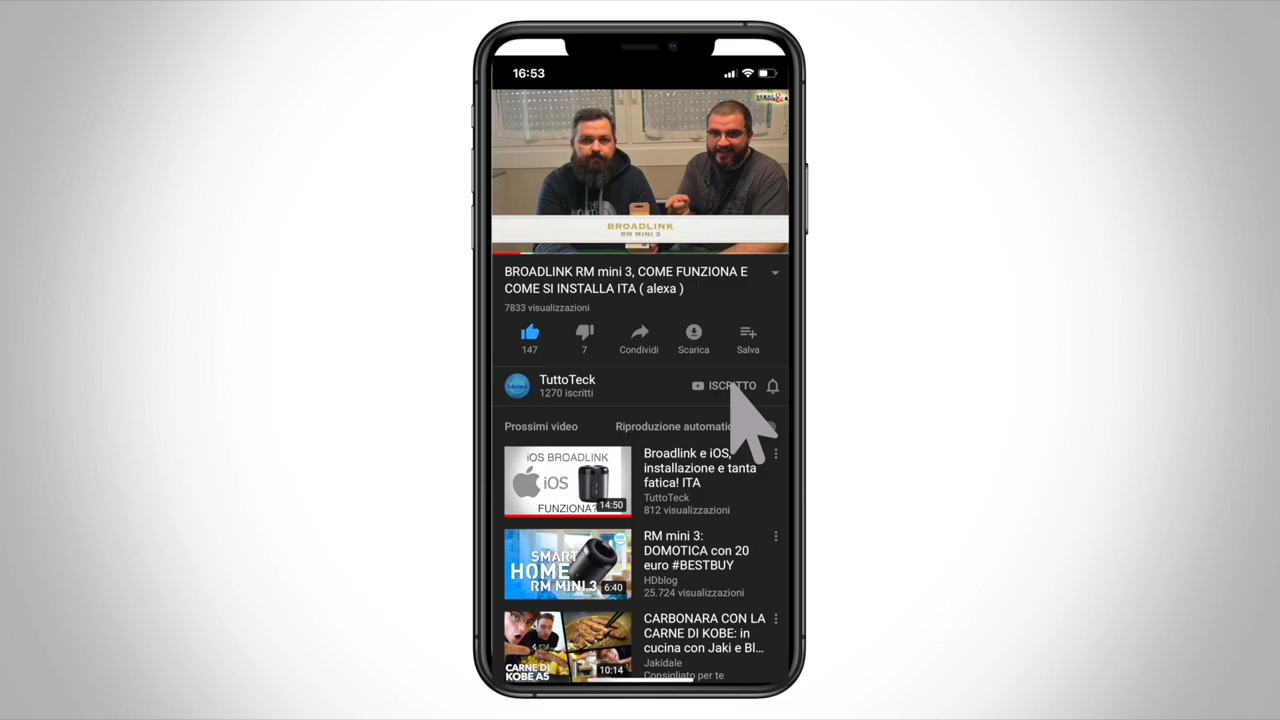 16:53
BROADLINK
RM MINI 3
BROADLINK RM mini 3, COME FUNZIONA E
COME SI INSTALLA ITA ( alexa )
7833 visualizzazioni
147
7
Condividi
Scarica
Salva
TuttoTeck
1270 iscritti
ISCRITTO
Prossimi video
Riproduzione
iOS BROADLINK
iOS
FUNZIONA?
14:50
Broadlink e iOS,
installazione e tanta
fatica! ITA
TuttoTeck
812 visualizzazioni
SMART
HOME
RM MINI 3
HD
6:40
RM mini 3:
DOMOTICA con 20
euro #BESTBUY
HDblog
25.724 visualizzazioni
CARNE DI
KOBE A5
10:14
CARBONARA CON LA
CARNE DI KOBE: in
cucina con Jaki e Bl...
Jakidale
Consigliato per te